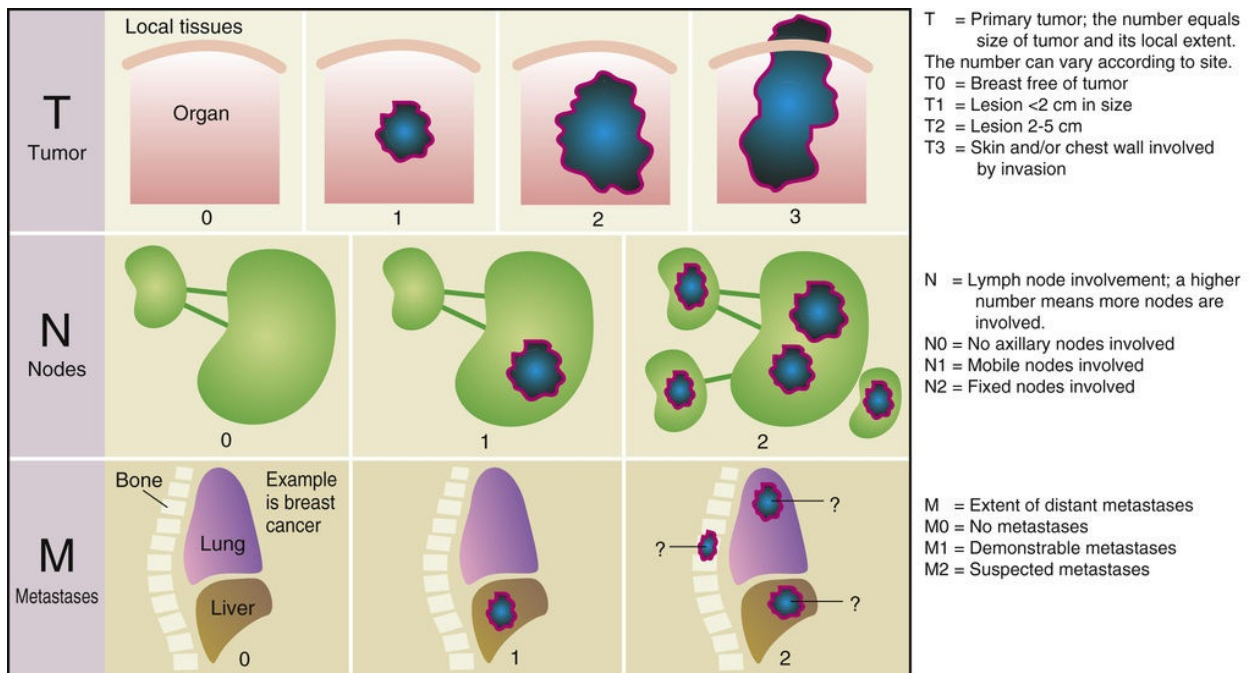 Local tissues
T
Tumor
Organ
0
1
2
3
T = Primary tumor; the number equals
size of tumor and its local extent.
The number can vary according to site.
T0 = Breast free of tumor
T1 = Lesion <2 cm in size
T2 = Lesion 2-5 cm
T3 = Skin and/or chest wall involved
by invasion
N
Nodes
0
1
2
N = Lymph node involvement; a higher
number means more nodes are
involved.
N0 = No axillary nodes involved
N1 = Mobile nodes involved
N2 = Fixed nodes involved
M
Metastases
Bone
Example
is breast
cancer
Lung
Liver
0
1
?
?
?
2
M = Extent of distant metastases
M0 = No metastases
M1 = Demonstrable metastases
M2 = Suspected metastases